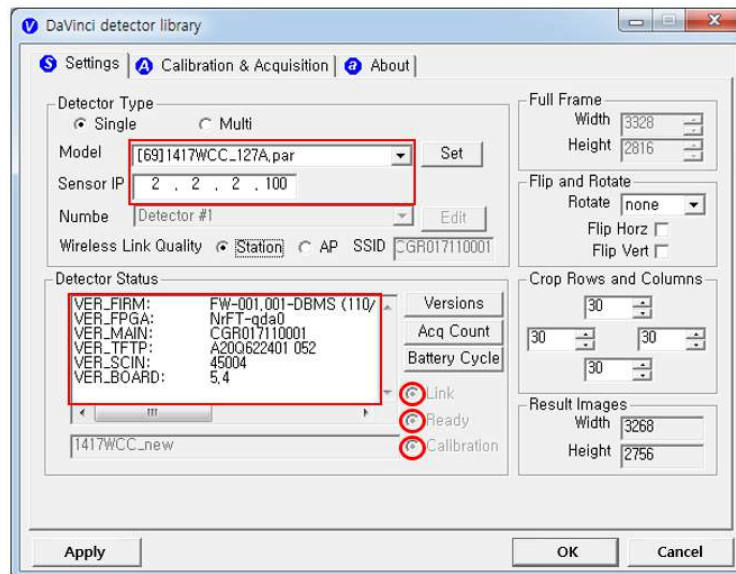 DaVinci detector library
Settings
Calibration & Acquisition
About
Detector Type
Single
Multi
Model
[69]1417WCC_127A.par
Set
Sensor IP
2 . 2 . 2 . 100
Numbe
Detector #1
Edit
Wireless Link Quality
Station
AP
SSID
CGR017110001
Detector Status
VER_FIRM: FW-001,001-DBMS (110/
VER_FPGA: NrFT-qda0
VER_MAIN: CGR017110001
VER_TFTP: A20Q622401 052
VER_SCIN: 45004
VER_BOARD: 5,4
Versions
Acq Count
Battery Cycle
Link
Ready
Calibration
1417WCC_new
Full Frame
Width 3328
Height 2816
Flip and Rotate
Rotate none
Flip Horz
Flip Vert
Crop Rows and Columns
30
30 30
30
Result Images
Width 3268
Height 2756
Apply
OK
Cancel